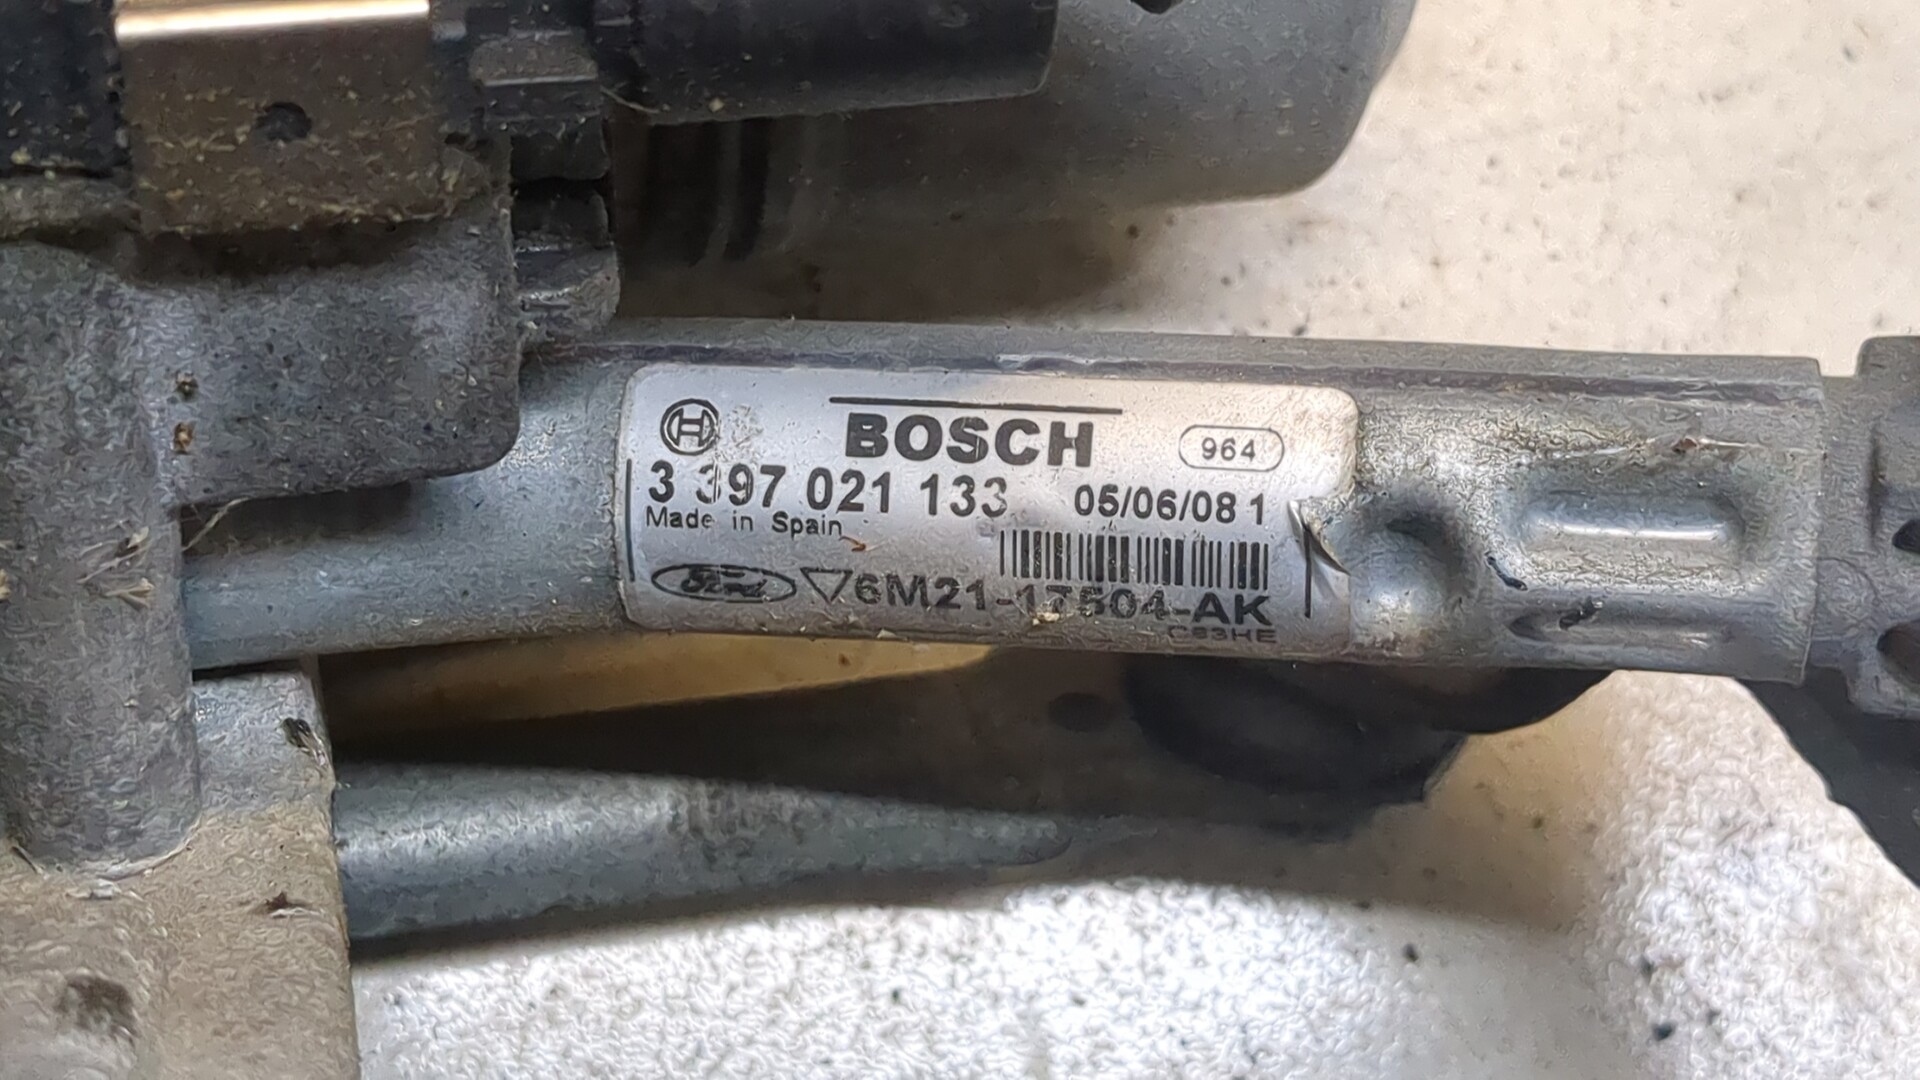 BOSCH 964
3 397 021 133 05/06/08 1
Made in Spain
Ford 6M21-17504-AK
C83HE